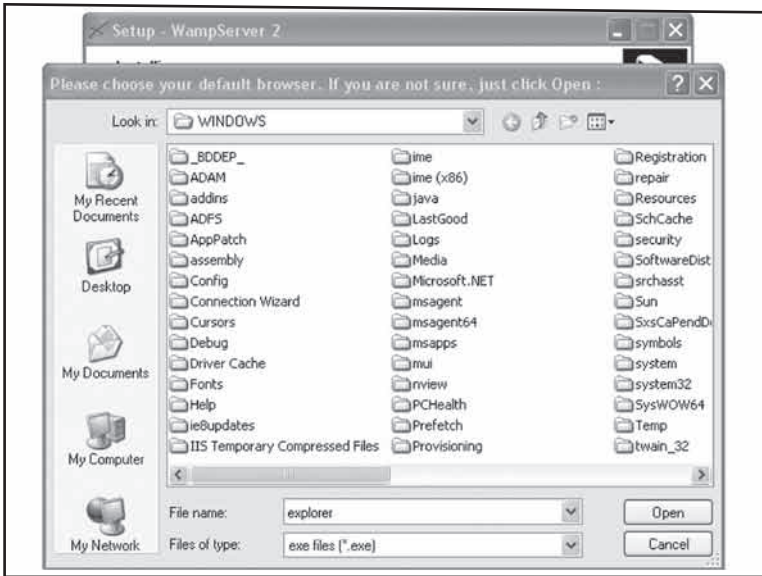 Setup - WampServer 2
Please choose your default browser. If you are not sure, just click Open :
Look in:
WINDOWS
My Recent
Documents
Desktop
My Documents
My Computer
My Network
_BDDEP_
ADAM
addins
ADFS
AppPatch
assembly
Config
Connection Wizard
Cursors
Debug
Driver Cache
Fonts
Help
ie8updates
IIS Temporary Compressed Files
ime
ime (x86)
java
LastGood
Logs
Media
Microsoft.NET
msagent
msagent64
msapps
mui
nview
PCHealth
Prefetch
Provisioning
Registration
repair
Resources
SchCache
security
SoftwareDist
srchasst
Sun
SxsCaPendD
symbols
system
system32
SysWOW64
Temp
twain_32
File name:
explorer
Open
Files of type:
exe files (*.exe)
Cancel